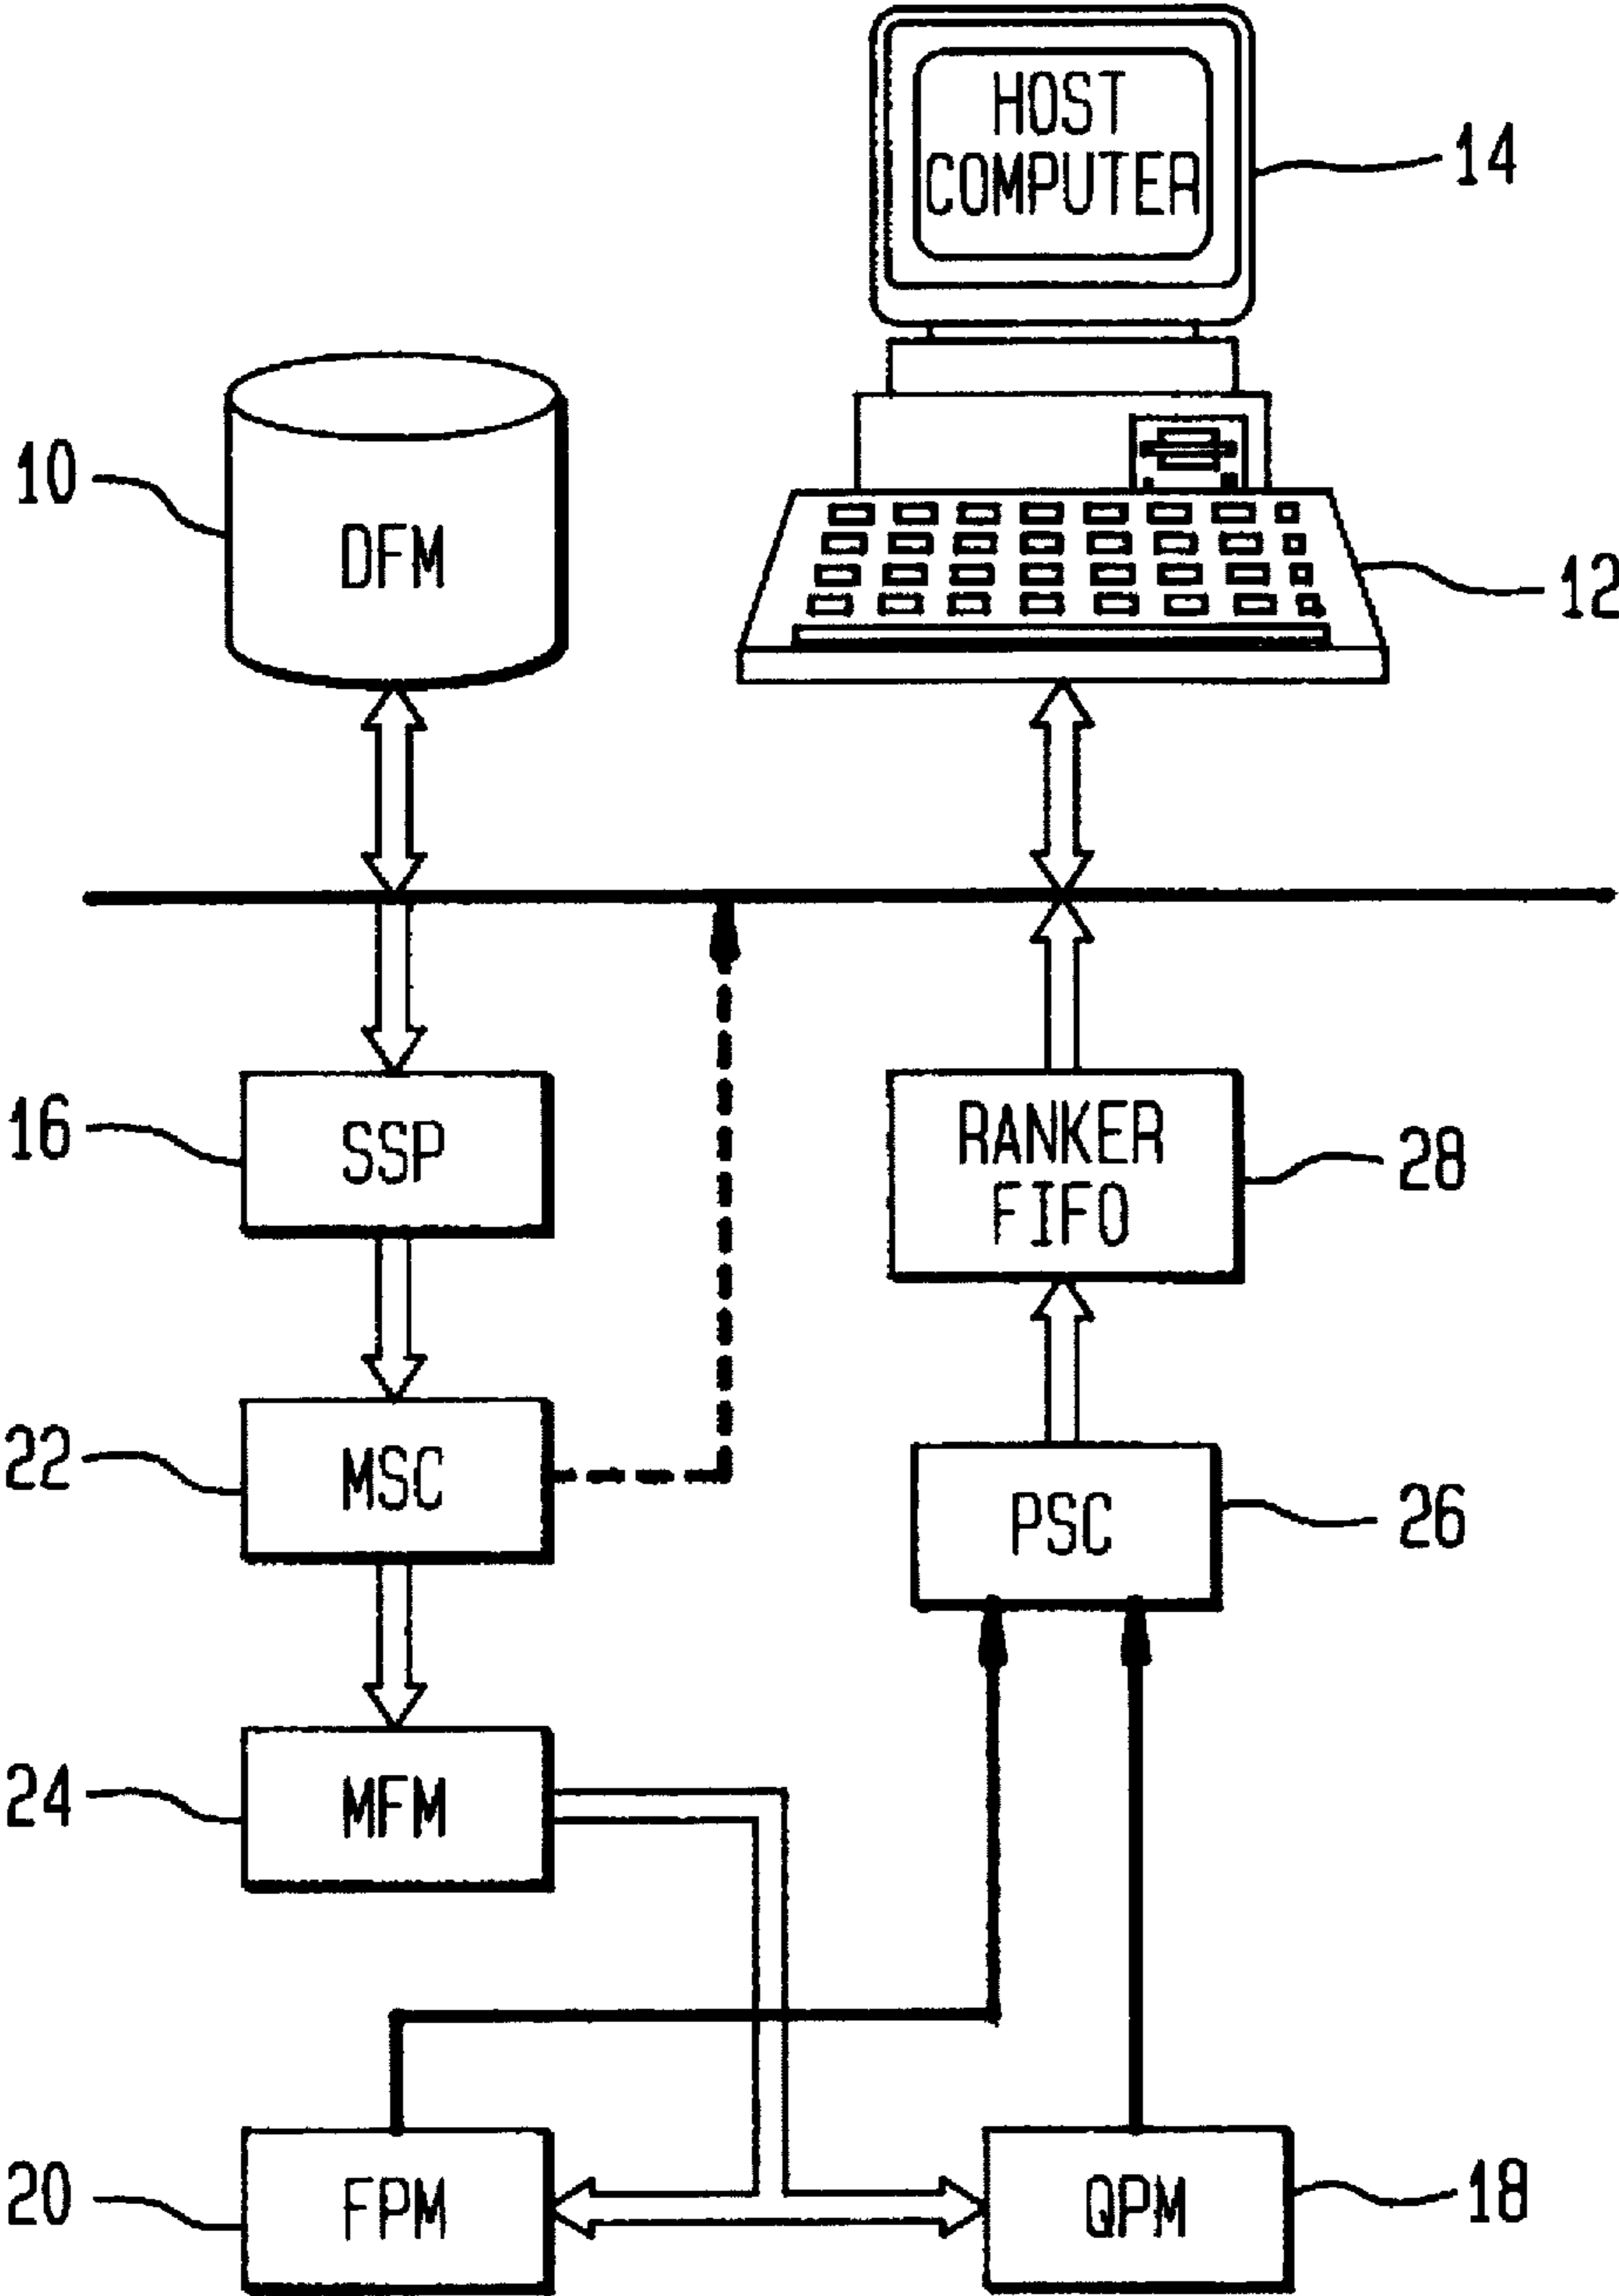 HOST
COMPUTER
14
10
DFM
12
16
SSP
RANKER
FIFO
28
22
MSC
PSC
26
24
MFM
20
FPM
QPM
18